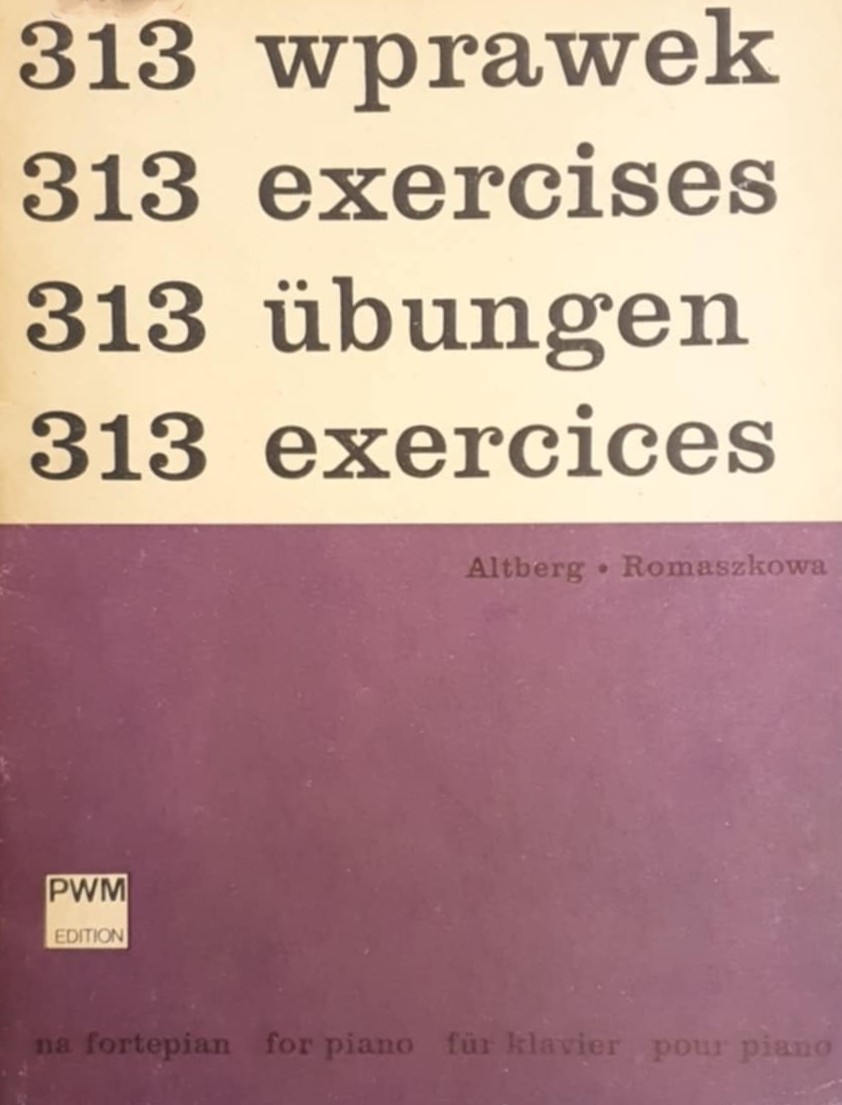 313 wprawek
313 exercises
313 übungen
313 exercices
Altberg • Romaszkowa
PWM
EDITION
na fortepian for piano für klavier pour piano